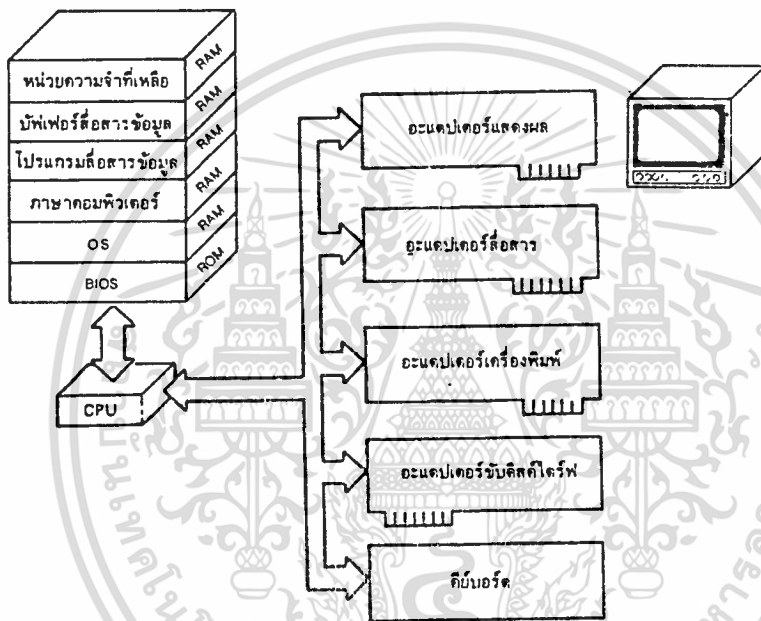 RAM
หน่วยความจำที่เหลือ
RAM
บัฟเฟอร์สื่อสารข้อมูล
RAM
โปรแกรมสื่อสารข้อมูล
RAM
ภาษาคอมพิวเตอร์
RAM
OS
ROM
BIOS
CPU
อะแดปเตอร์แสดงผล
อะแดปเตอร์สื่อสาร
อะแดปเตอร์เครื่องพิมพ์
อะแดปเตอร์ขับดิสค์ไดร์ฟ
คีย์บอร์ด